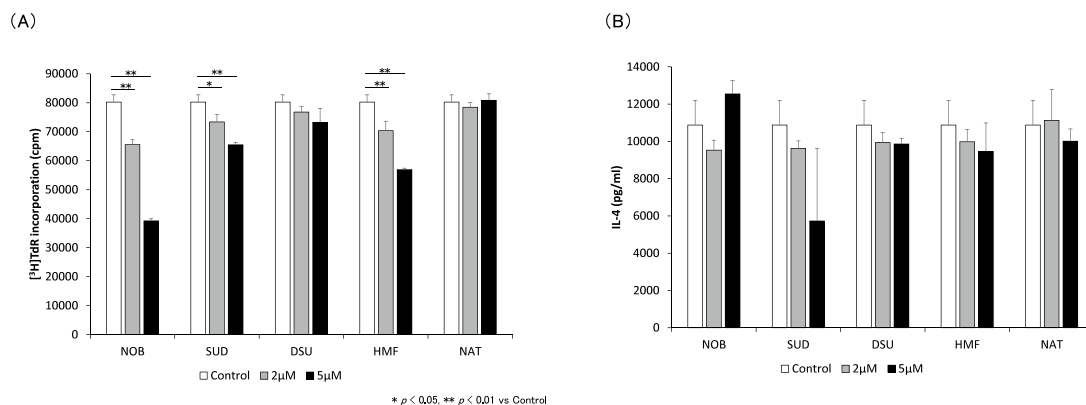 (A)
** ** ** **
** * **
90000
80000
70000
60000
50000
40000
30000
20000
10000
0
[³H]TdR incorporation (cpm)
NOB SUD DSU HMF NAT
Control 2μM 5μM
* p < 0.05, ** p < 0.01 vs Control
(B)
14000
12000
10000
8000
6000
4000
2000
0
IL-4 (pg/ml)
NOB SUD DSU HMF NAT
Control 2μM 5μM